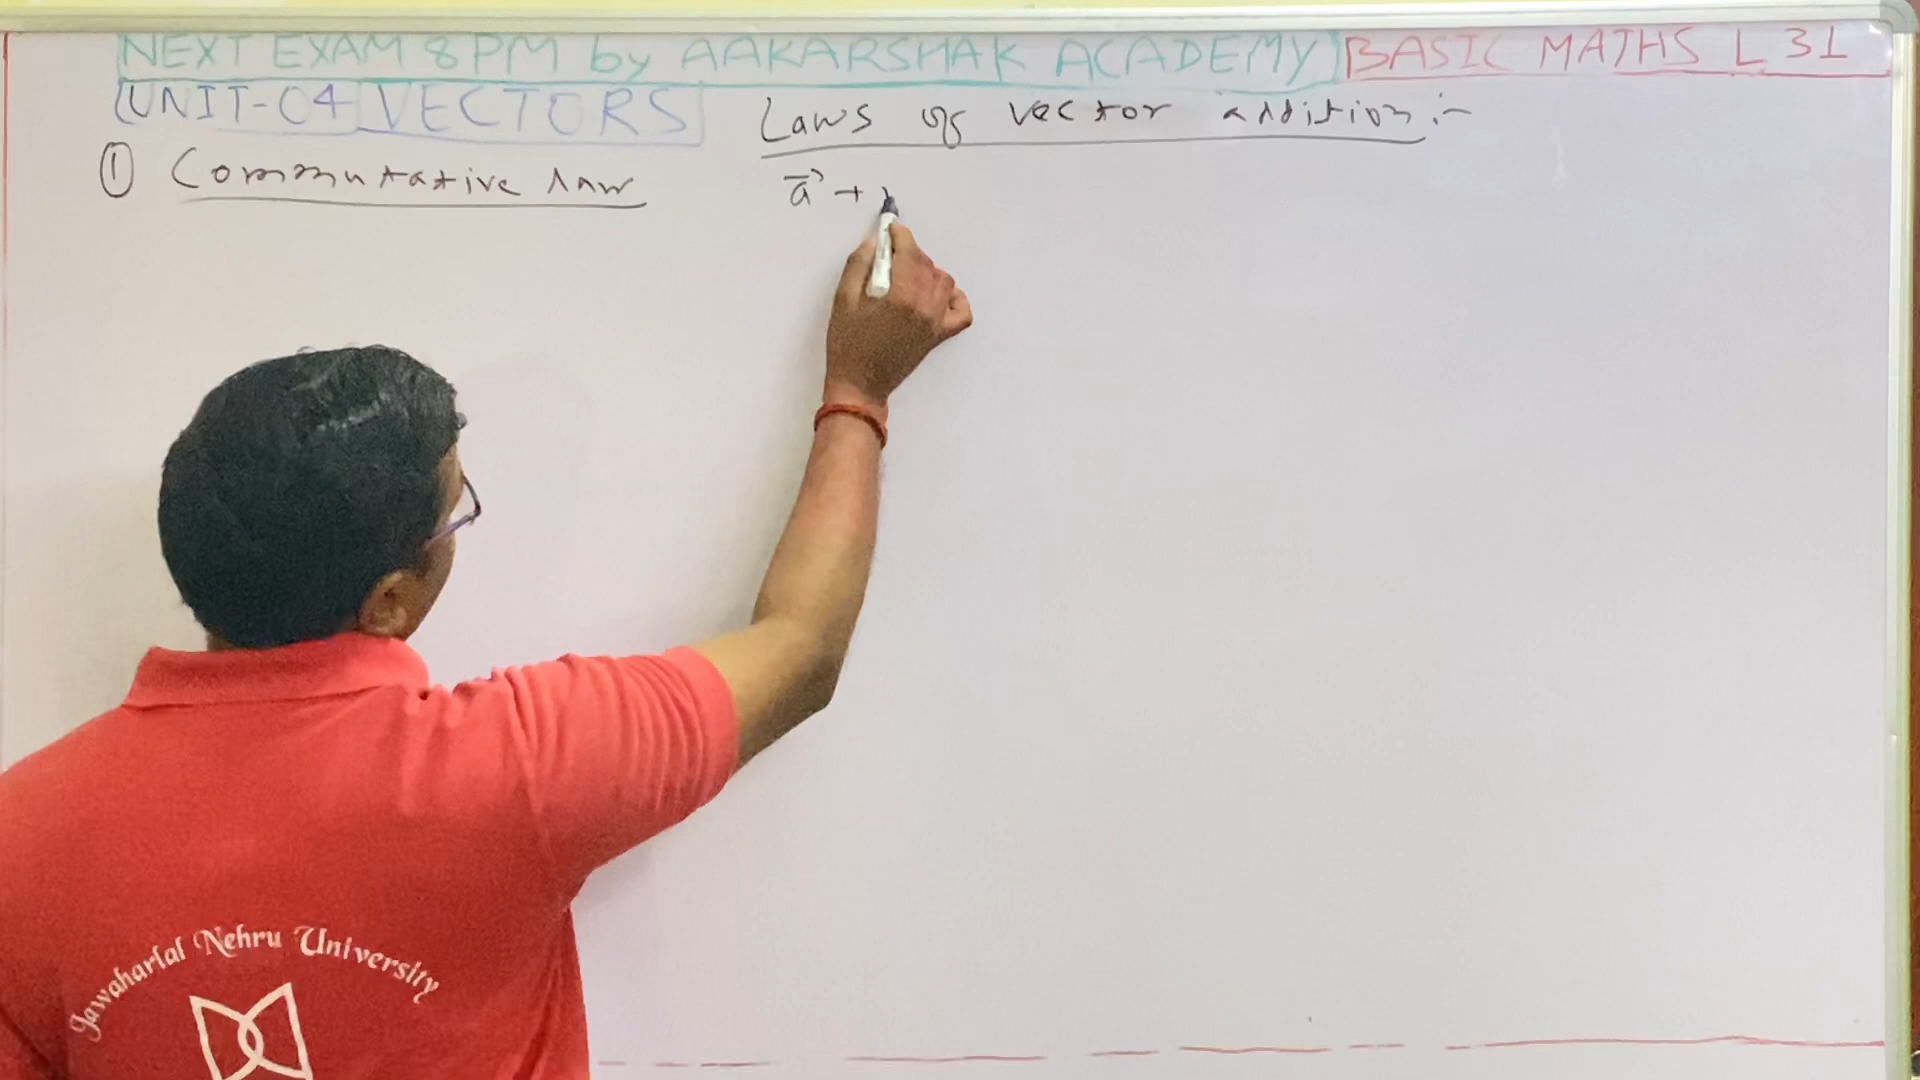 NEXT EXAM 8PM by AAKARSHAK ACADEMY BASIC MATHS L 31
UNIT-04 VECTORS Laws of vector addition :-
① Commutative law a⃗ +
Jawaharlal Nehru University